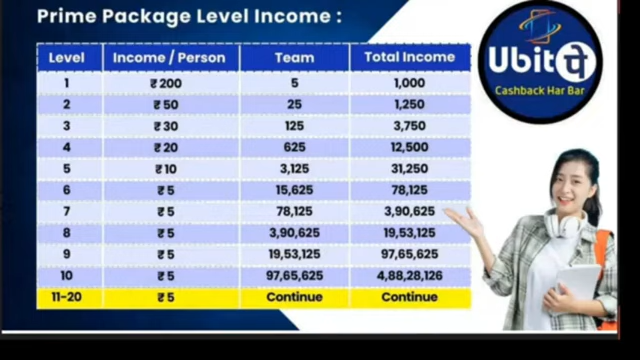 Prime Package Level Income :
Level Income / Person Team Total Income
1 ₹ 200 5 1,000
2 ₹ 50 25 1,250
3 ₹ 30 125 3,750
4 ₹ 20 625 12,500
5 ₹ 10 3,125 31,250
6 ₹ 5 15,625 78,125
7 ₹ 5 78,125 3,90,625
8 ₹ 5 3,90,625 19,53,125
9 ₹ 5 19,53,125 97,65,625
10 ₹ 5 97,65,625 4,88,28,126
11-20 ₹ 5 Continue Continue
Ubit पे
Cashback Har Bar